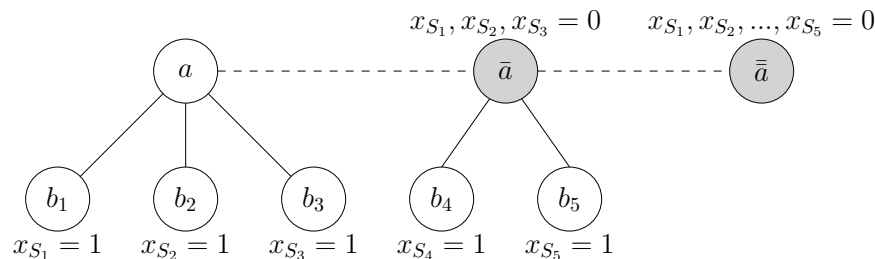 x_{S_1}, x_{S_2}, x_{S_3} = 0
x_{S_1}, x_{S_2}, ..., x_{S_5} = 0
a
ā
a̿
b_1
b_2
b_3
b_4
b_5
x_{S_1} = 1
x_{S_2} = 1
x_{S_3} = 1
x_{S_4} = 1
x_{S_5} = 1